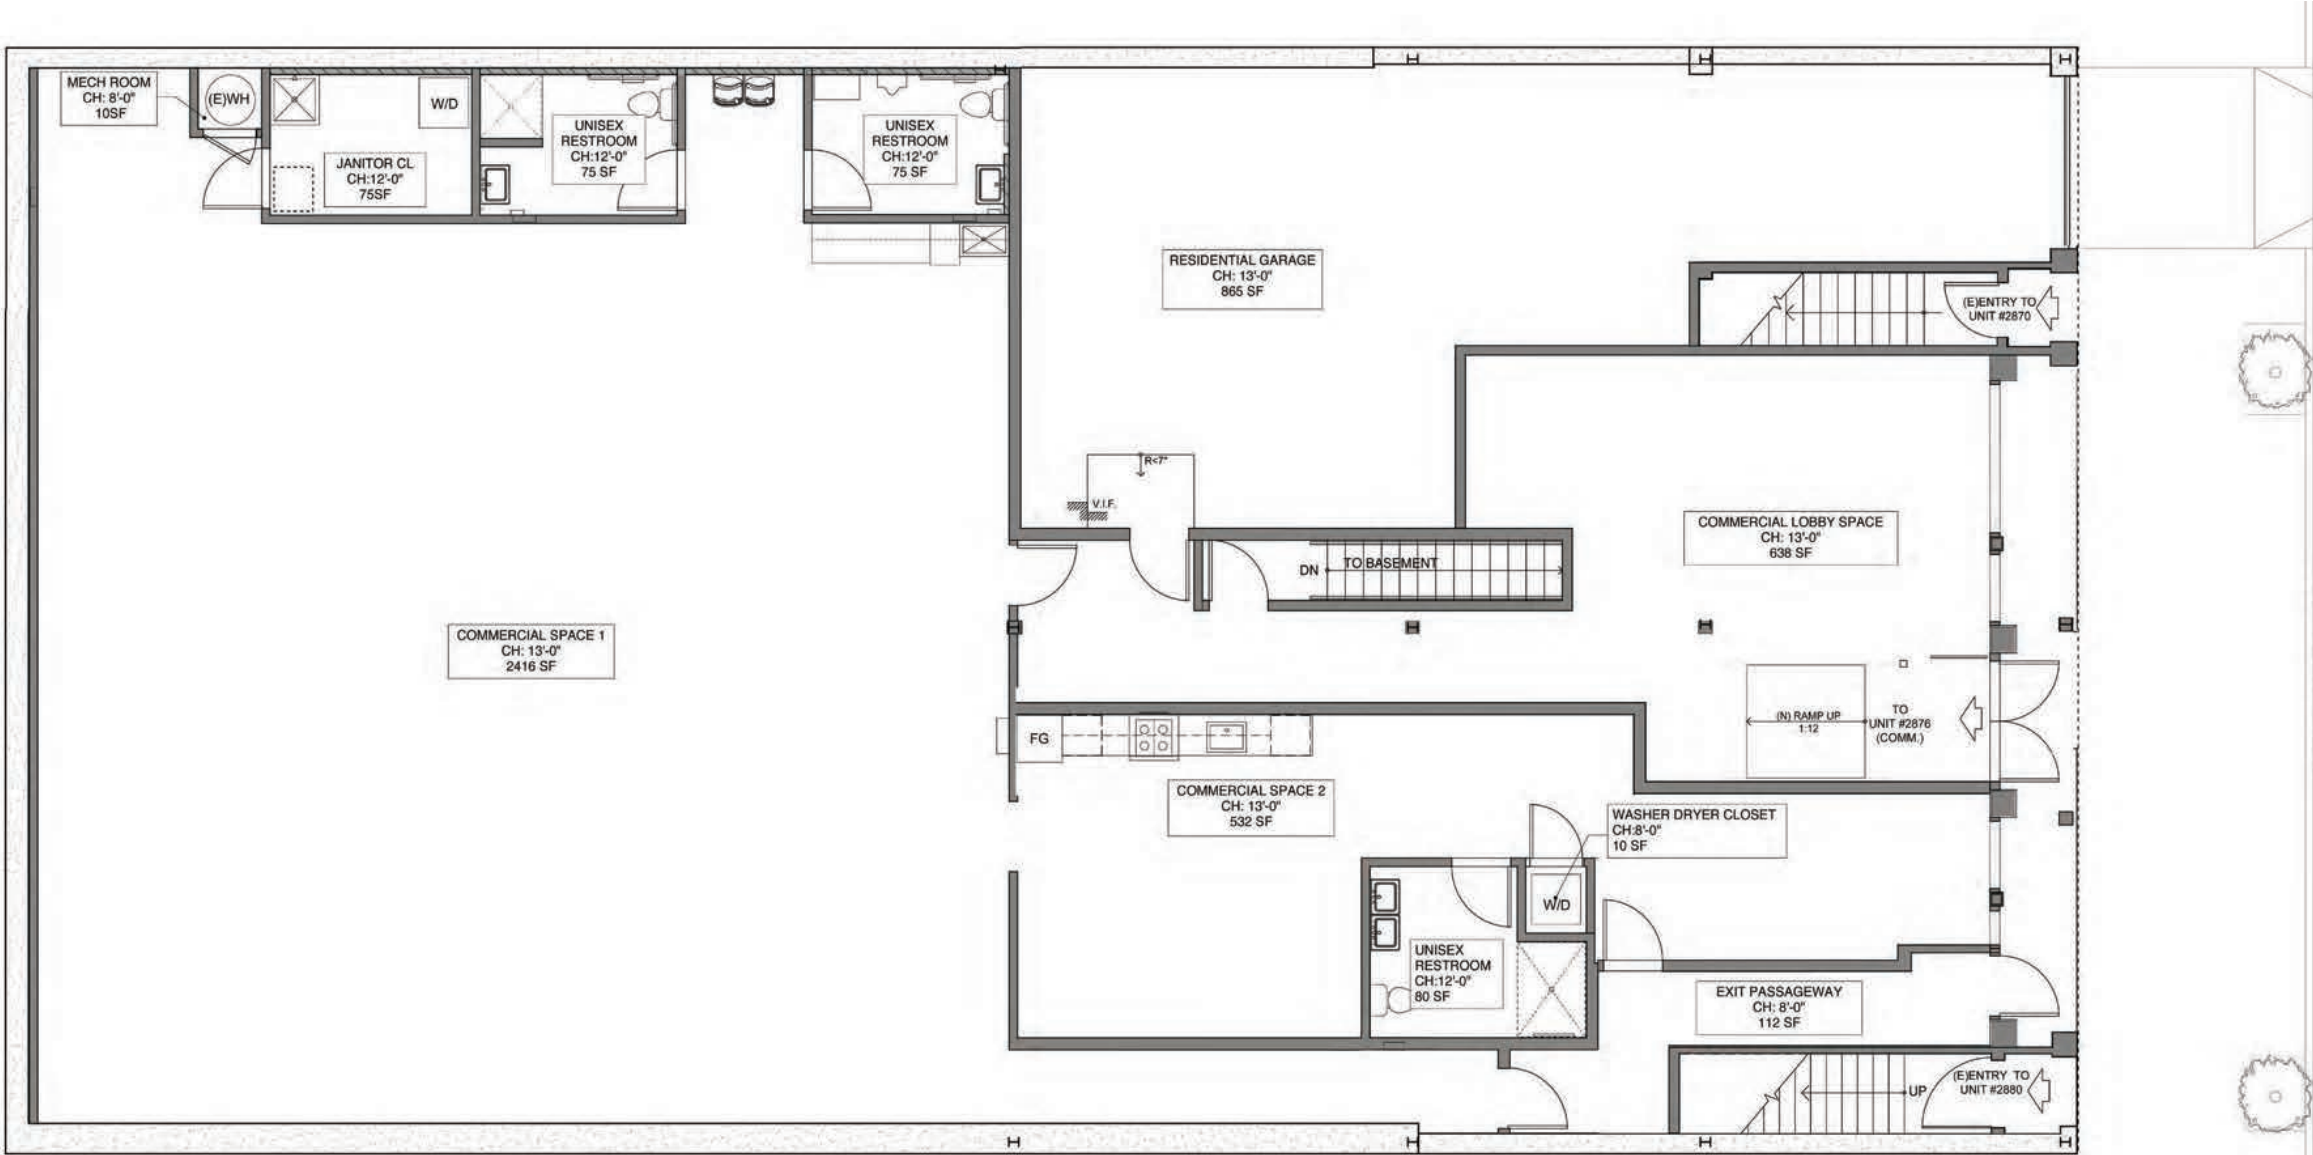 MECH ROOM
CH: 8'-0"
10SF
(E)WH
JANITOR CL
CH:12'-0"
75SF
W/D
UNISEX
RESTROOM
CH:12'-0"
75 SF
UNISEX
RESTROOM
CH:12'-0"
75 SF
RESIDENTIAL GARAGE
CH: 13'-0"
865 SF
(E)ENTRY TO
UNIT #2870
R<7"
V.I.F.
DN
TO BASEMENT
COMMERCIAL LOBBY SPACE
CH: 13'-0"
638 SF
COMMERCIAL SPACE 1
CH: 13'-0"
2416 SF
(N) RAMP UP
1:12
TO
UNIT #2876
(COMM.)
FG
COMMERCIAL SPACE 2
CH: 13'-0"
532 SF
WASHER DRYER CLOSET
CH:8'-0"
10 SF
W/D
UNISEX
RESTROOM
CH:12'-0"
80 SF
EXIT PASSAGEWAY
CH: 8'-0"
112 SF
UP
(E)ENTRY TO
UNIT #2880